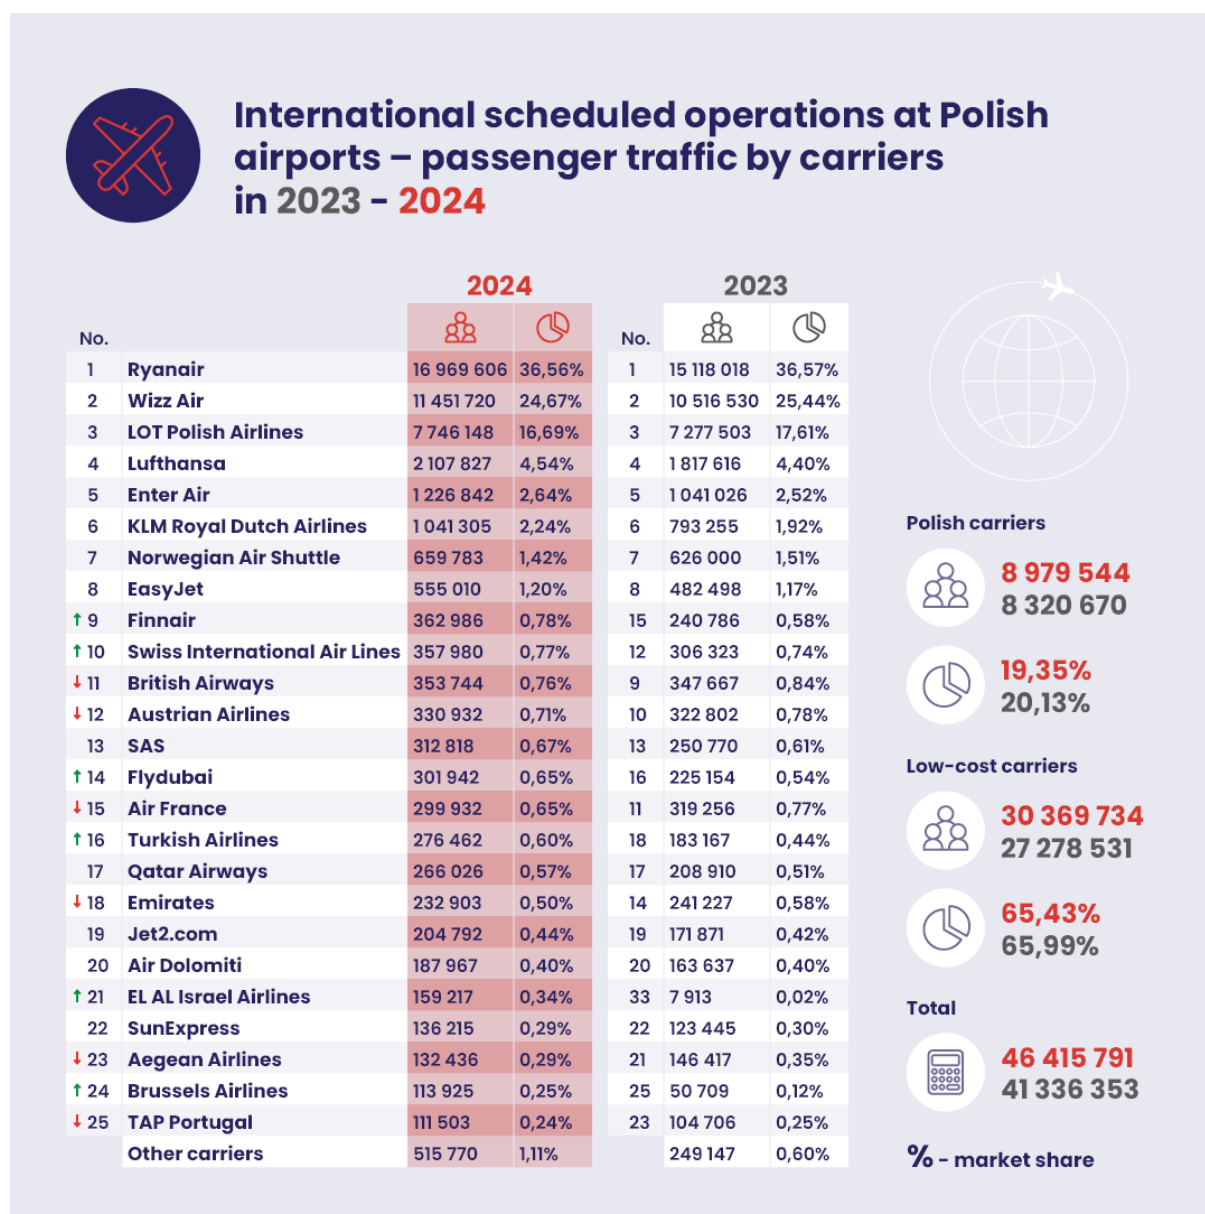 International scheduled operations at Polish
airports – passenger traffic by carriers
in 2023 - 2024
2024 2023
No. No.
1 Ryanair 16 969 606 36,56% 1 15 118 018 36,57%
2 Wizz Air 11 451 720 24,67% 2 10 516 530 25,44%
3 LOT Polish Airlines 7 746 148 16,69% 3 7 277 503 17,61%
4 Lufthansa 2 107 827 4,54% 4 1 817 616 4,40%
5 Enter Air 1 226 842 2,64% 5 1 041 026 2,52%
6 KLM Royal Dutch Airlines 1 041 305 2,24% 6 793 255 1,92%
7 Norwegian Air Shuttle 659 783 1,42% 7 626 000 1,51%
8 EasyJet 555 010 1,20% 8 482 498 1,17%
↑ 9 Finnair 362 986 0,78% 15 240 786 0,58%
↑ 10 Swiss International Air Lines 357 980 0,77% 12 306 323 0,74%
↓ 11 British Airways 353 744 0,76% 9 347 667 0,84%
↓ 12 Austrian Airlines 330 932 0,71% 10 322 802 0,78%
13 SAS 312 818 0,67% 13 250 770 0,61%
↑ 14 Flydubai 301 942 0,65% 16 225 154 0,54%
↓ 15 Air France 299 932 0,65% 11 319 256 0,77%
↑ 16 Turkish Airlines 276 462 0,60% 18 183 167 0,44%
17 Qatar Airways 266 026 0,57% 17 208 910 0,51%
↓ 18 Emirates 232 903 0,50% 14 241 227 0,58%
19 Jet2.com 204 792 0,44% 19 171 871 0,42%
20 Air Dolomiti 187 967 0,40% 20 163 637 0,40%
↑ 21 EL AL Israel Airlines 159 217 0,34% 33 7 913 0,02%
22 SunExpress 136 215 0,29% 22 123 445 0,30%
↓ 23 Aegean Airlines 132 436 0,29% 21 146 417 0,35%
↑ 24 Brussels Airlines 113 925 0,25% 25 50 709 0,12%
↓ 25 TAP Portugal 111 503 0,24% 23 104 706 0,25%
Other carriers 515 770 1,11% 249 147 0,60%
Polish carriers
8 979 544
8 320 670
19,35%
20,13%
Low-cost carriers
30 369 734
27 278 531
65,43%
65,99%
Total
46 415 791
41 336 353
% - market share